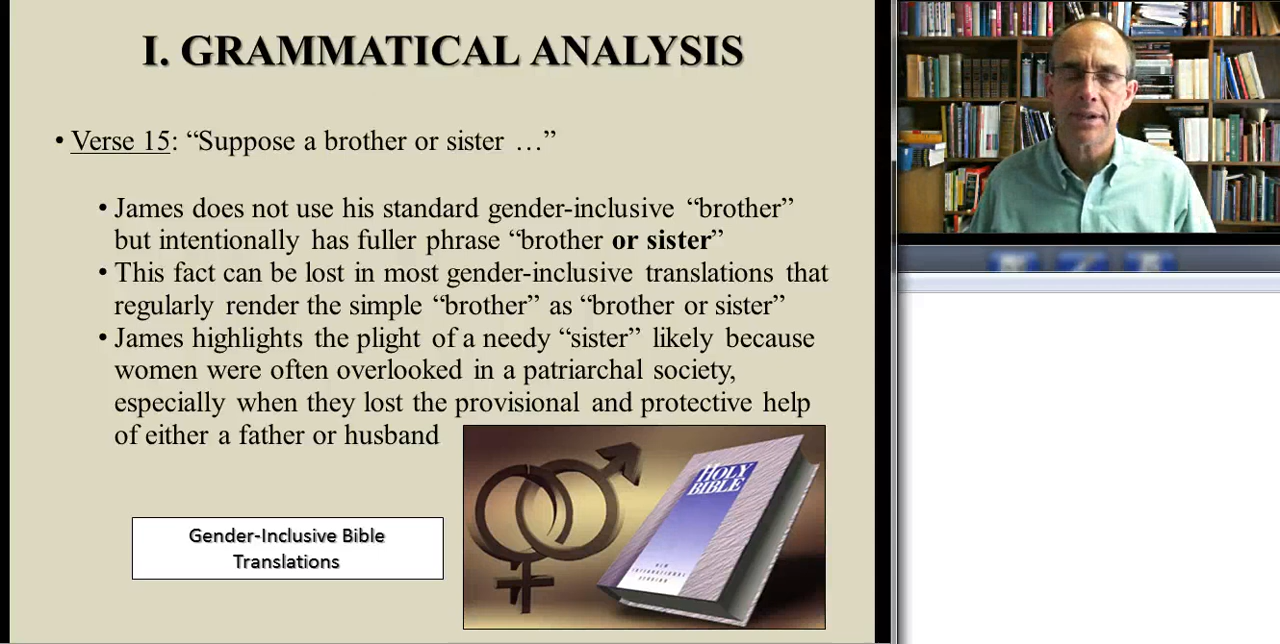 I. GRAMMATICAL ANALYSIS
• Verse 15: “Suppose a brother or sister …”
• James does not use his standard gender-inclusive “brother”
but intentionally has fuller phrase “brother or sister”
• This fact can be lost in most gender-inclusive translations that
regularly render the simple “brother” as “brother or sister”
• James highlights the plight of a needy “sister” likely because
women were often overlooked in a patriarchal society,
especially when they lost the provisional and protective help
of either a father or husband
HOLY
BIBLE
NEW
INTERNATIONAL
VERSION
Gender-Inclusive Bible
Translations